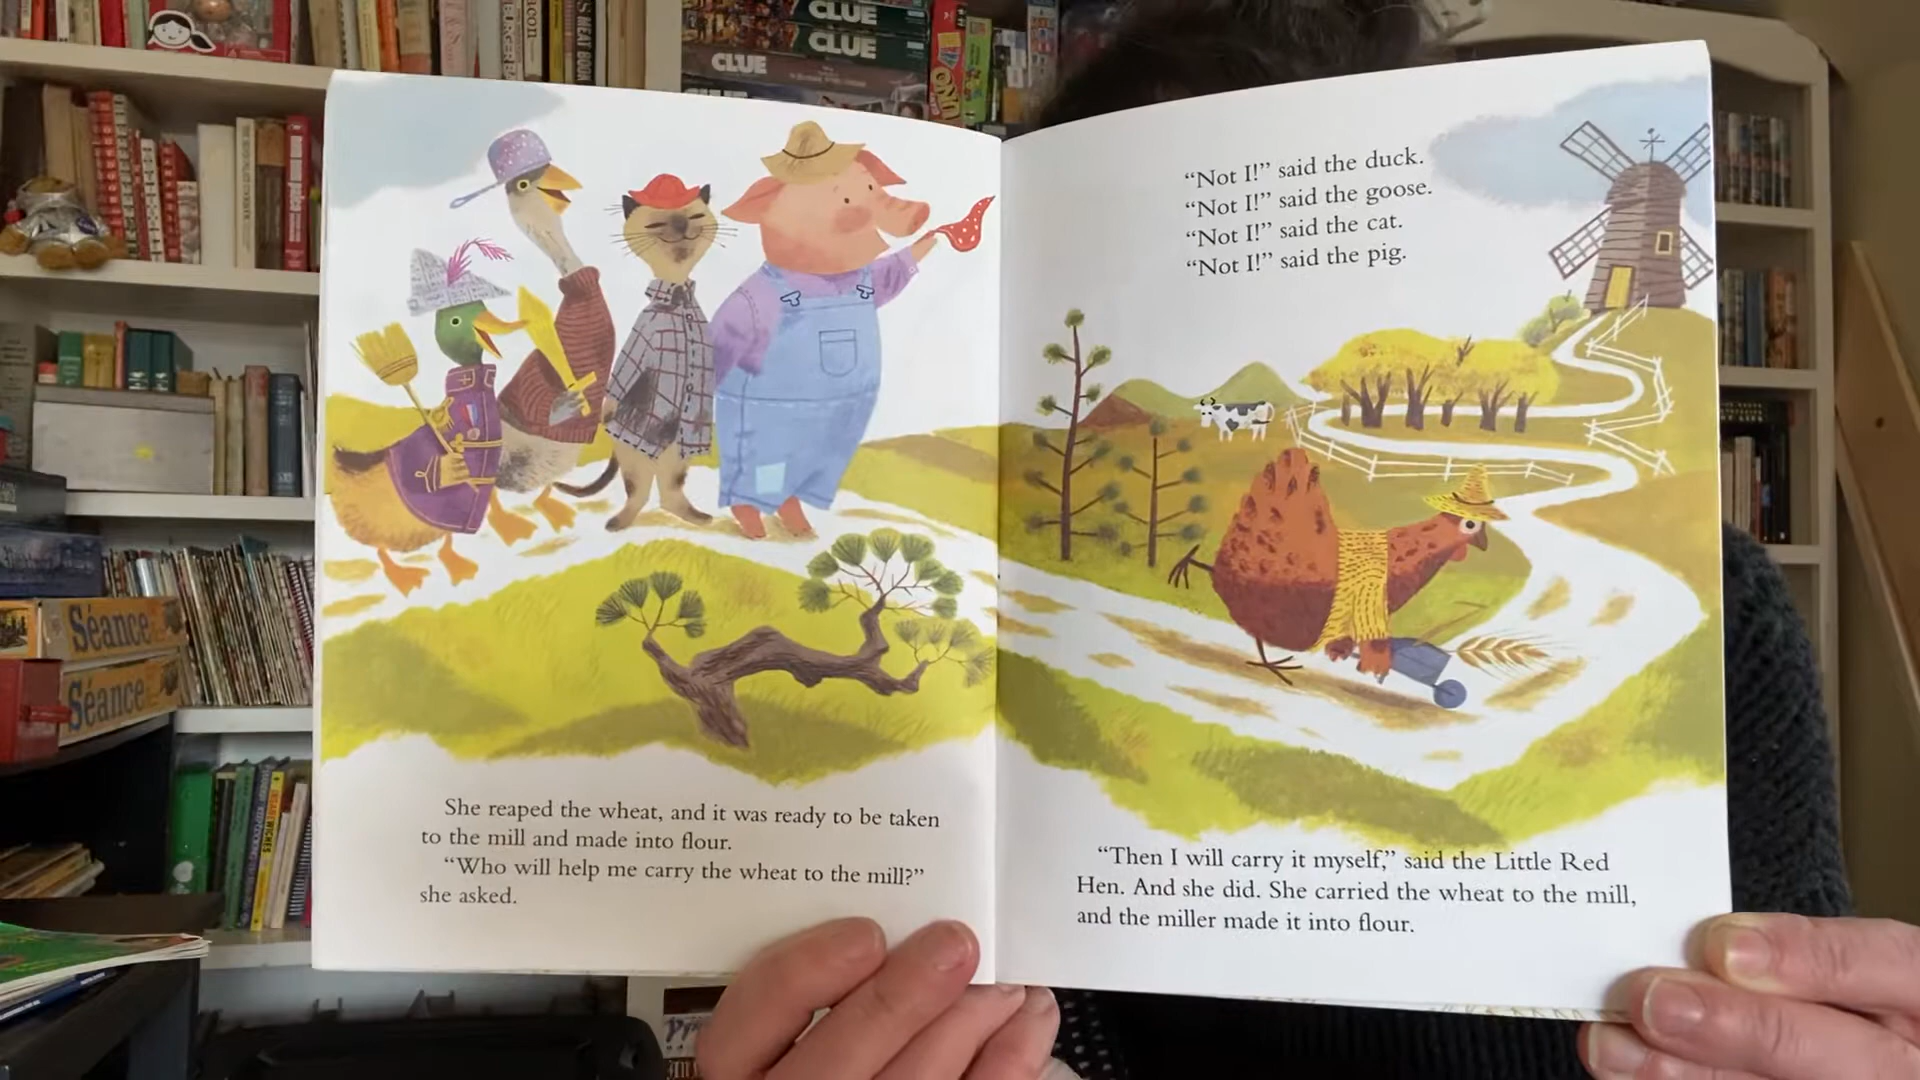 CLUE
CLUE
CLUE
Séance
Séance
She reaped the wheat, and it was ready to be taken
to the mill and made into flour.
“Who will help me carry the wheat to the mill?”
she asked.
“Not I!” said the duck.
“Not I!” said the goose.
“Not I!” said the cat.
“Not I!” said the pig.
“Then I will carry it myself,” said the Little Red
Hen. And she did. She carried the wheat to the mill,
and the miller made it into flour.